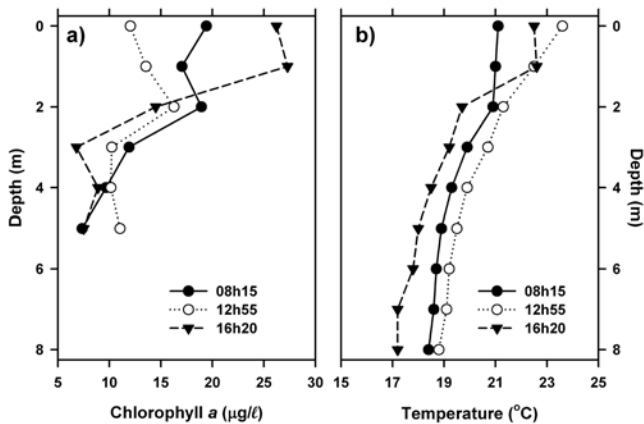 a)
b)
0
2
4
6
8
Depth (m)
08h15
12h55
16h20
5 10 15 20 25 30
Chlorophyll a (μg/ℓ)
08h15
12h55
16h20
15 17 19 21 23 25
Temperature (°C)
0
2
4
6
8
Depth (m)